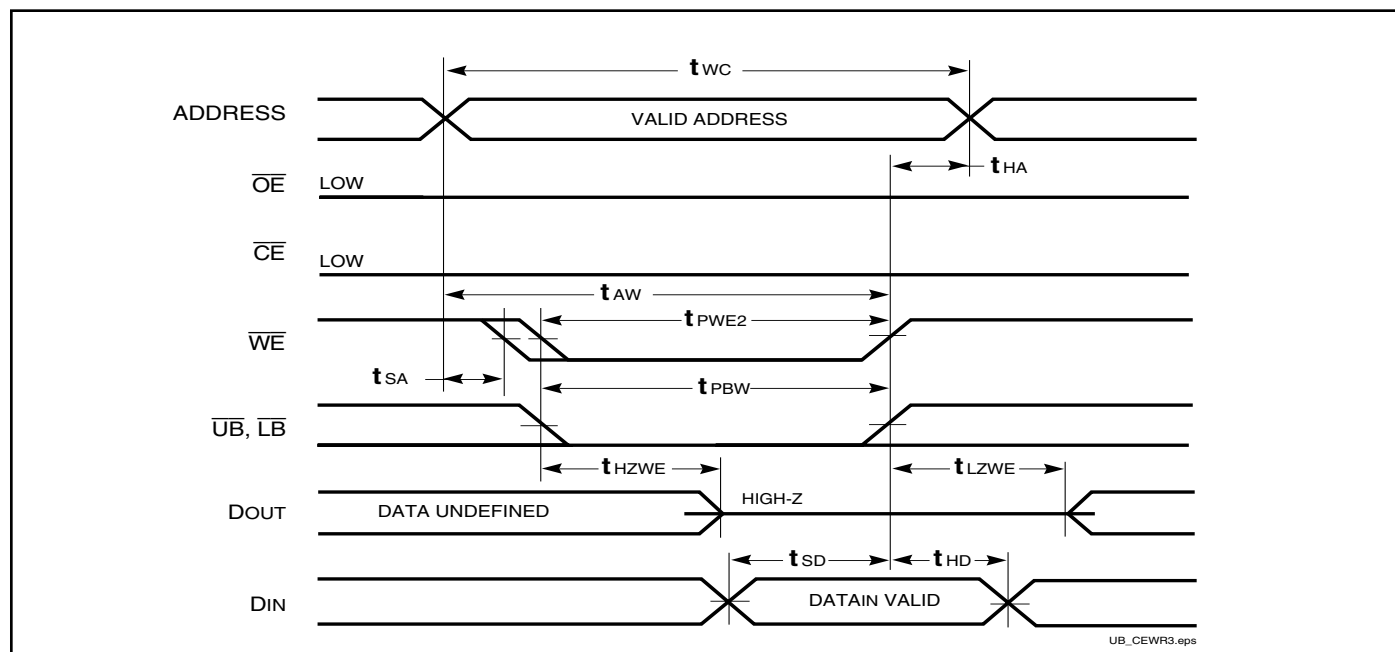 tWC
ADDRESS
VALID ADDRESS
tHA
OE
LOW
CE
LOW
tAW
tPWE2
WE
tSA
tPBW
UB, LB
tHZWE
tLZWE
HIGH-Z
DOUT
DATA UNDEFINED
tSD
tHD
DIN
DATAIN VALID
UB_CEWR3.eps